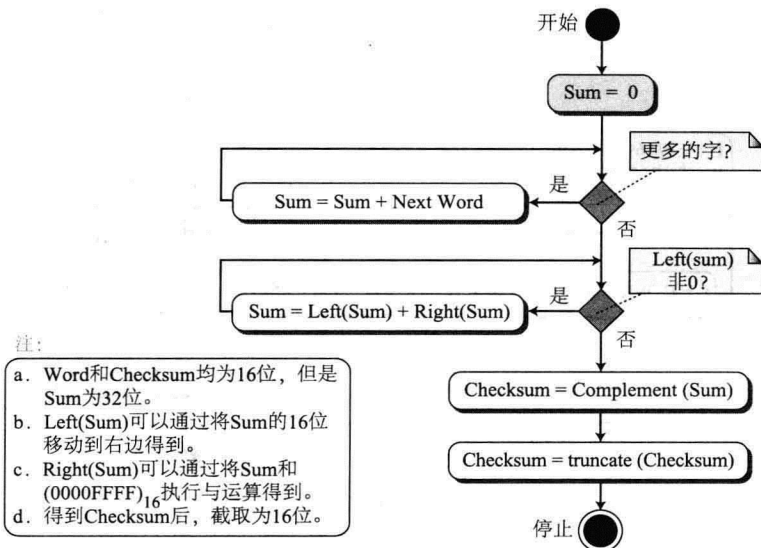 开始
Sum = 0
更多的字?
是
Sum = Sum + Next Word
否
Left(sum)
非0?
是
Sum = Left(Sum) + Right(Sum)
否
注:
a. Word和Checksum均为16位，但是
Sum为32位。
b. Left(Sum)可以通过将Sum的16位
移动到右边得到。
c. Right(Sum)可以通过将Sum和
(0000FFFF)16执行与运算得到。
d. 得到Checksum后，截取为16位。
Checksum = Complement (Sum)
Checksum = truncate (Checksum)
停止